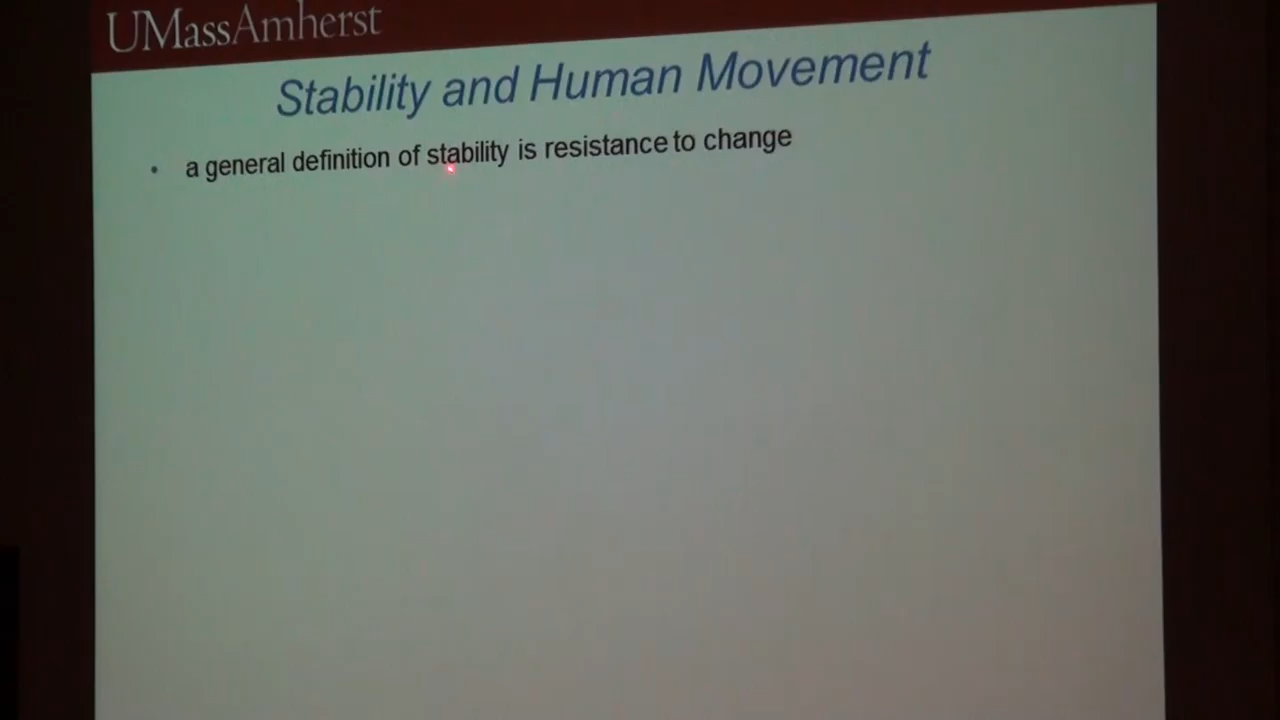 UMassAmherst
Stability and Human Movement
• a general definition of stability is resistance to change